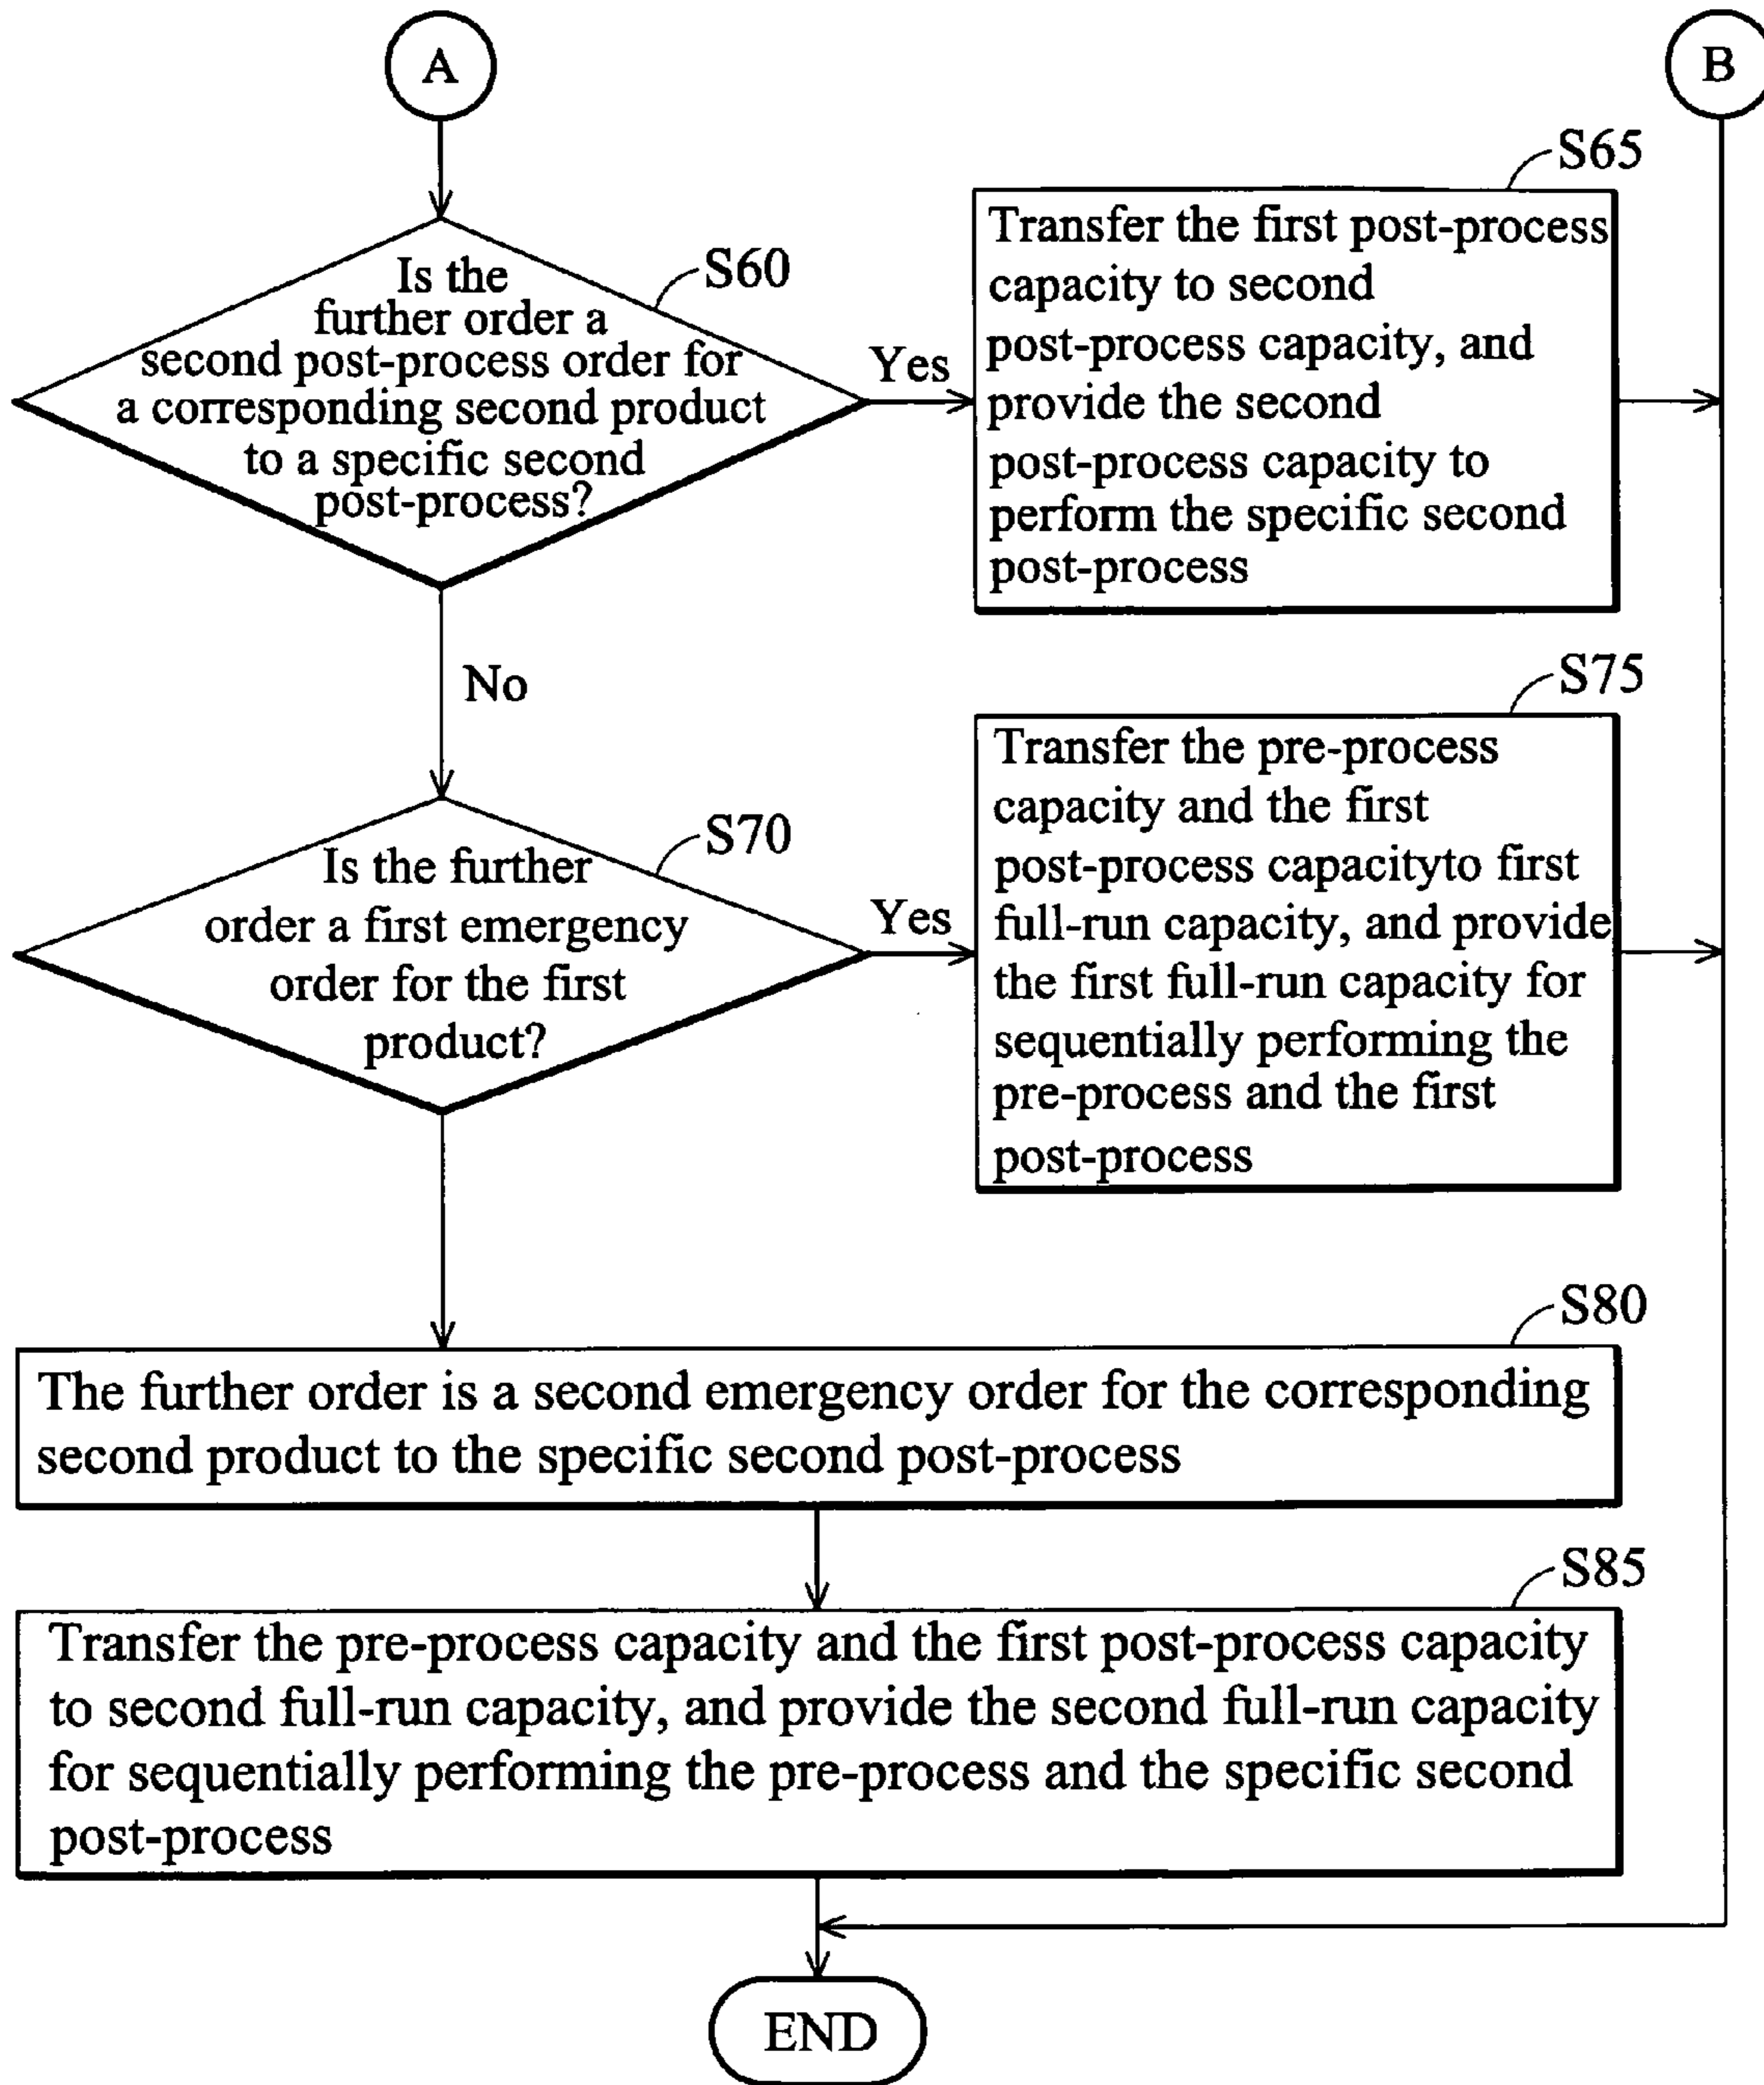 A
B
S60
Is the
further order a
second post-process order for
a corresponding second product
to a specific second
post-process?
Yes
S65
Transfer the first post-process
capacity to second
post-process capacity, and
provide the second
post-process capacity to
perform the specific second
post-process
No
S70
Is the further
order a first emergency
order for the first
product?
Yes
S75
Transfer the pre-process
capacity and the first
post-process capacityto first
full-run capacity, and provide
the first full-run capacity for
sequentially performing the
pre-process and the first
post-process
S80
The further order is a second emergency order for the corresponding
second product to the specific second post-process
S85
Transfer the pre-process capacity and the first post-process capacity
to second full-run capacity, and provide the second full-run capacity
for sequentially performing the pre-process and the specific second
post-process
END